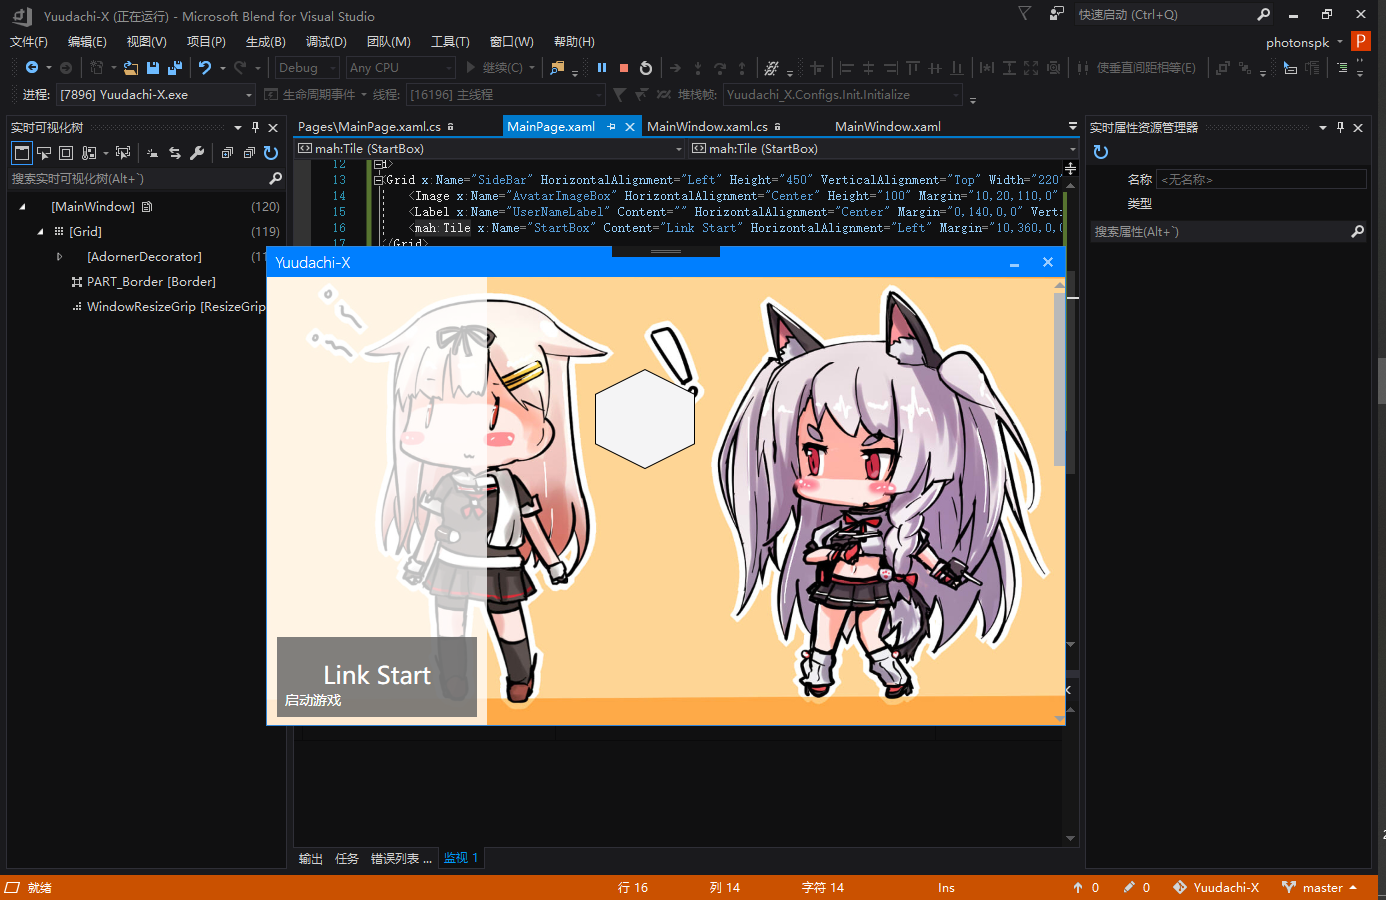 Yuudachi-X (正在运行) - Microsoft Blend for Visual Studio
快速启动 (Ctrl+Q)
文件(F) 编辑(E) 视图(V) 项目(P) 生成(B) 调试(D) 团队(M) 工具(T) 窗口(W) 帮助(H)
photonspk P
Debug Any CPU 继续(C) 使垂直间距相等(E)
进程: [7896] Yuudachi-X.exe 生命周期事件 线程: [16196] 主线程 堆栈帧: Yuudachi_X.Configs.Init.Initialize
实时可视化树
搜索实时可视化树(Alt+`)
[MainWindow] (120)
[Grid] (119)
[AdornerDecorator] (11
PART_Border [Border]
WindowResizeGrip [ResizeGrip
Pages\MainPage.xaml.cs MainPage.xaml MainWindow.xaml.cs MainWindow.xaml
mah:Tile (StartBox) mah:Tile (StartBox)
12
13 Grid x:Name="SideBar" HorizontalAlignment="Left" Height="450" VerticalAlignment="Top" Width="220"
14 <Image x:Name="AvatarImageBox" HorizontalAlignment="Center" Height="100" Margin="10,20,110,0"
15 <Label x:Name="UserNameLabel" Content="" HorizontalAlignment="Center" Margin="0,140,0,0" Verti
16 <mah:Tile x:Name="StartBox" Content="Link Start" HorizontalAlignment="Left" Margin="10,360,0,0
17 </Grid>
Yuudachi-X
Link Start
启动游戏
实时属性资源管理器
名称 <无名称>
类型
搜索属性(Alt+`)
输出 任务 错误列表 ... 监视 1
就绪 行 16 列 14 字符 14 Ins 0 0 Yuudachi-X master